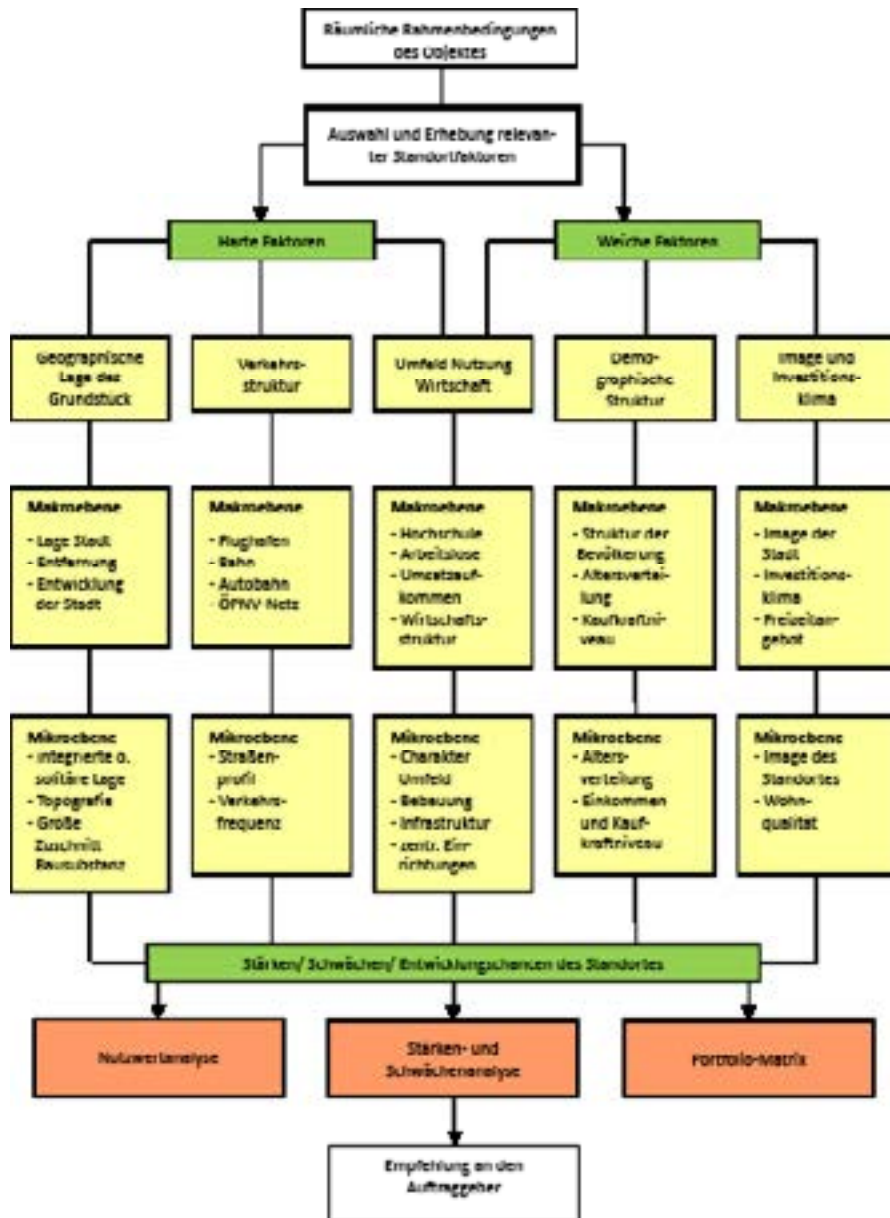 Räumliche Rahmenbedingungen
des Objektes
Auswahl und Erhebung relevan-
ter Standortfaktoren
Harte Faktoren
Weiche Faktoren
Geographische
Lage des
Grundstück
Verkehrs-
struktur
Umfeld Nutzung
Wirtschaft
Demo-
graphische
Struktur
Image und
Investitions-
klima
Makroebene
- Lage Stadt
- Entfernung
- Entwicklung
der Stadt
Makroebene
- Flughafen
- Bahn
- Autobahn
- ÖPNV-Netz
Makroebene
- Hochschule
- Arbeitslose
- Umsatzauf-
kommen
- Wirtschafts-
struktur
Makroebene
- Struktur der
Bevölkerung
- Altersvertei-
lung
- Kaufkraftni-
veau
Makroebene
- Image der
Stadt
- Investitions-
klima
- Freizeitan-
gebot
Mikroebene
- Integrierte o.
solitäre Lage
- Topografie
- Große
Zuschnitt
Bausubstanz
Mikroebene
- Straßen-
profil
- Verkehrs-
frequenz
Mikroebene
- Charakter
Umfeld
- Bebauung
- Infrastruktur
- zentr. Ein-
richtungen
Mikroebene
- Alters-
verteilung
- Einkommen
und Kauf-
kraftniveau
Mikroebene
- Image des
Standortes
- Wohn-
qualität
Stärken/ Schwächen/ Entwicklungschancen des Standortes
Nutzwertanalyse
Stärken- und
Schwächenanalyse
Portfolio-Matrix
Empfehlung an den
Auftraggeber